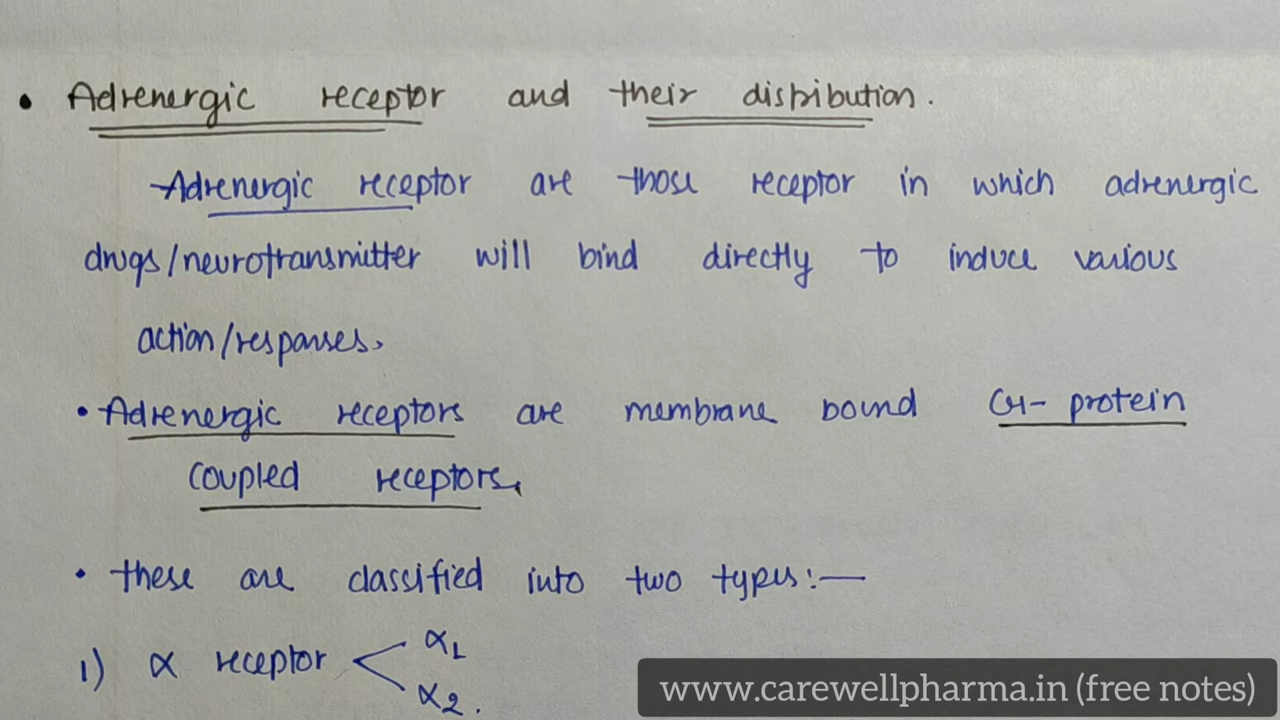 • Adrenergic receptor and their distribution.
Adrenergic receptor are those receptor in which adrenergic
drugs/neurotransmitter will bind directly to induce various
action/responses.
• Adrenergic receptors are membrane bound G-protein
coupled receptors.
• these are classified into two types:—
1) α receptor < α1
α2.
www.carewellpharma.in (free notes)